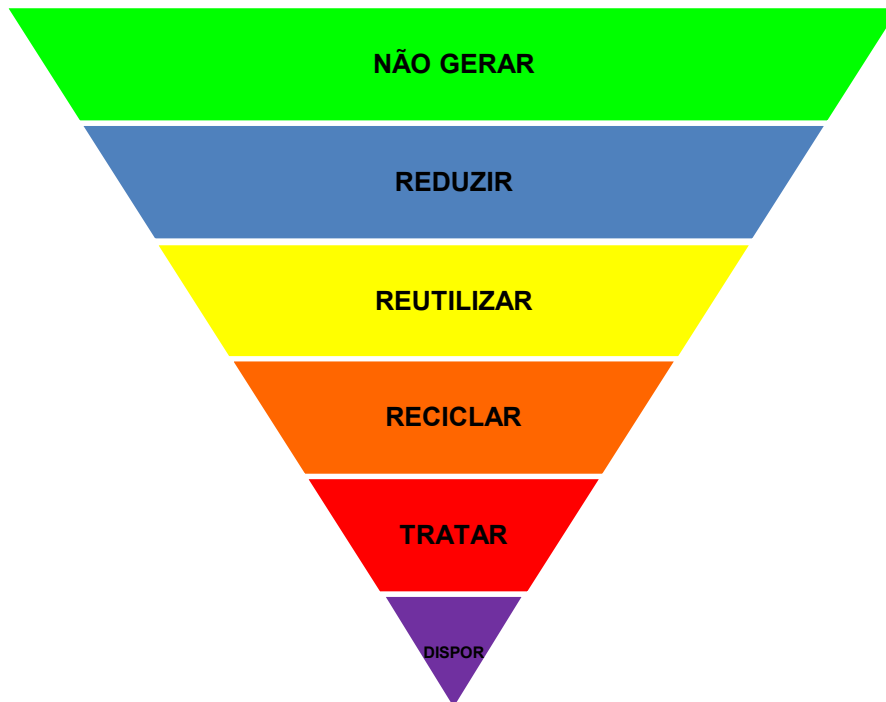 NÃO GERAR
REDUZIR
REUTILIZAR
RECICLAR
TRATAR
DISPOR